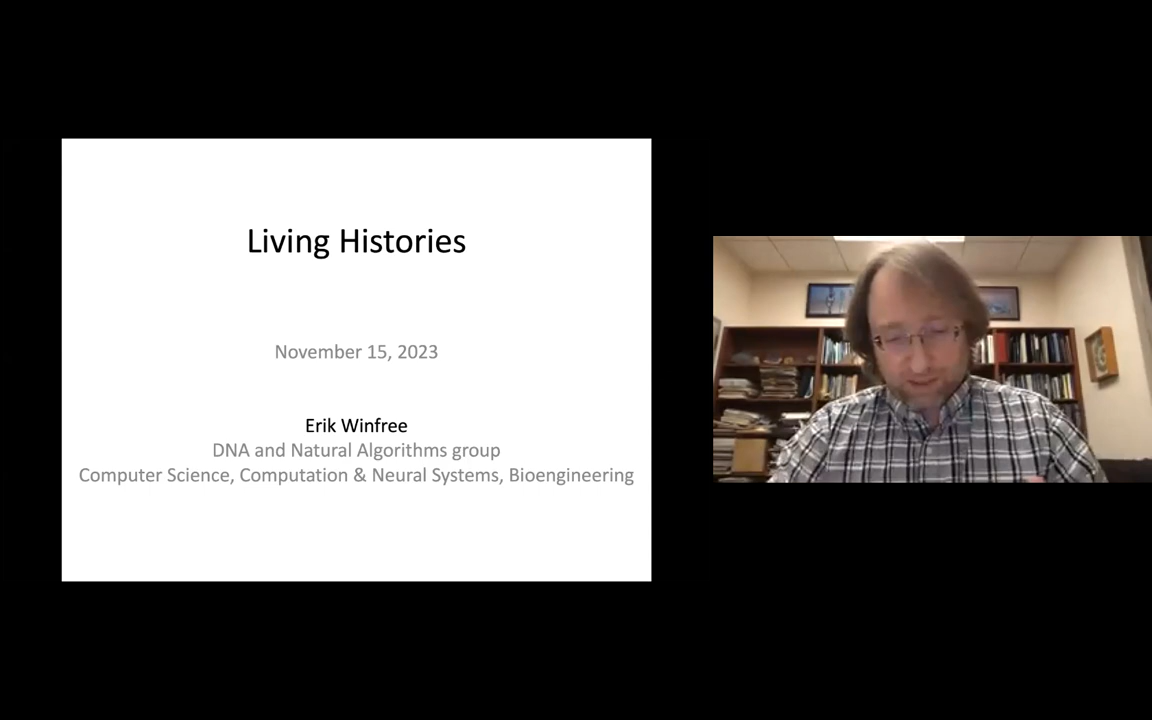 Living Histories
November 15, 2023
Erik Winfree
DNA and Natural Algorithms group
Computer Science, Computation & Neural Systems, Bioengineering